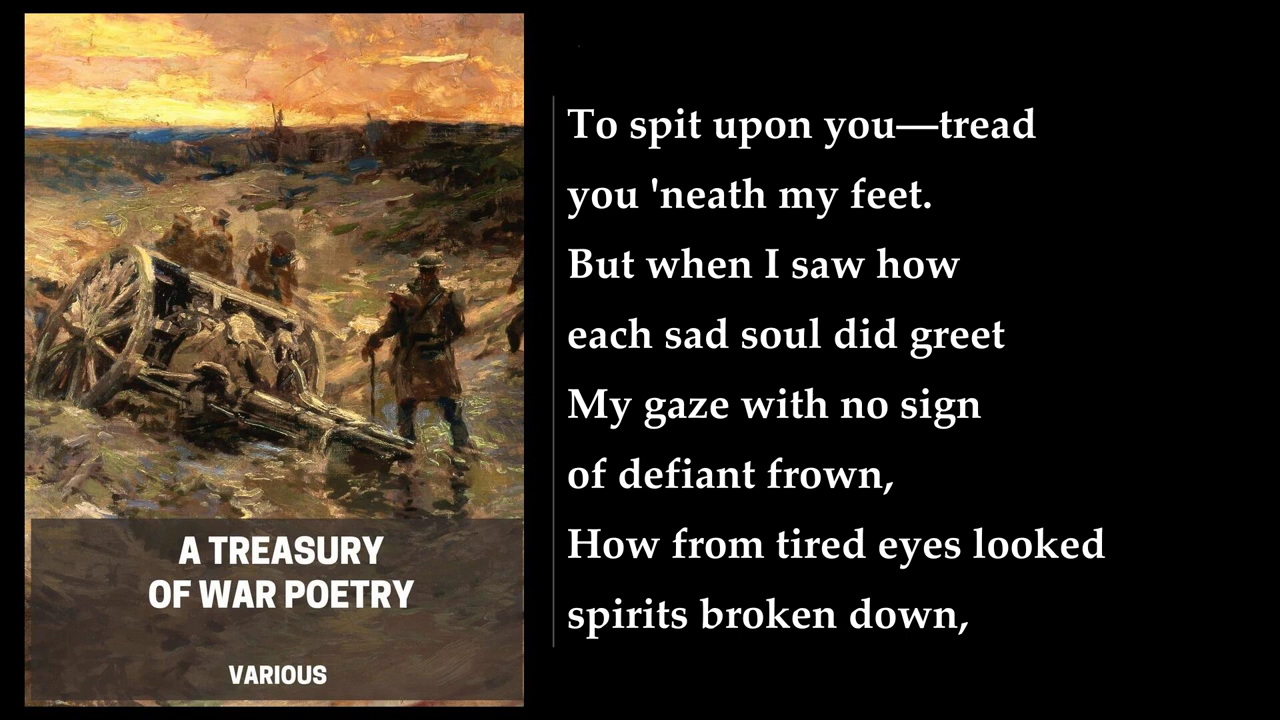 To spit upon you—tread
you 'neath my feet.
But when I saw how
each sad soul did greet
My gaze with no sign
of defiant frown,
How from tired eyes looked
spirits broken down,
A TREASURY
OF WAR POETRY
VARIOUS